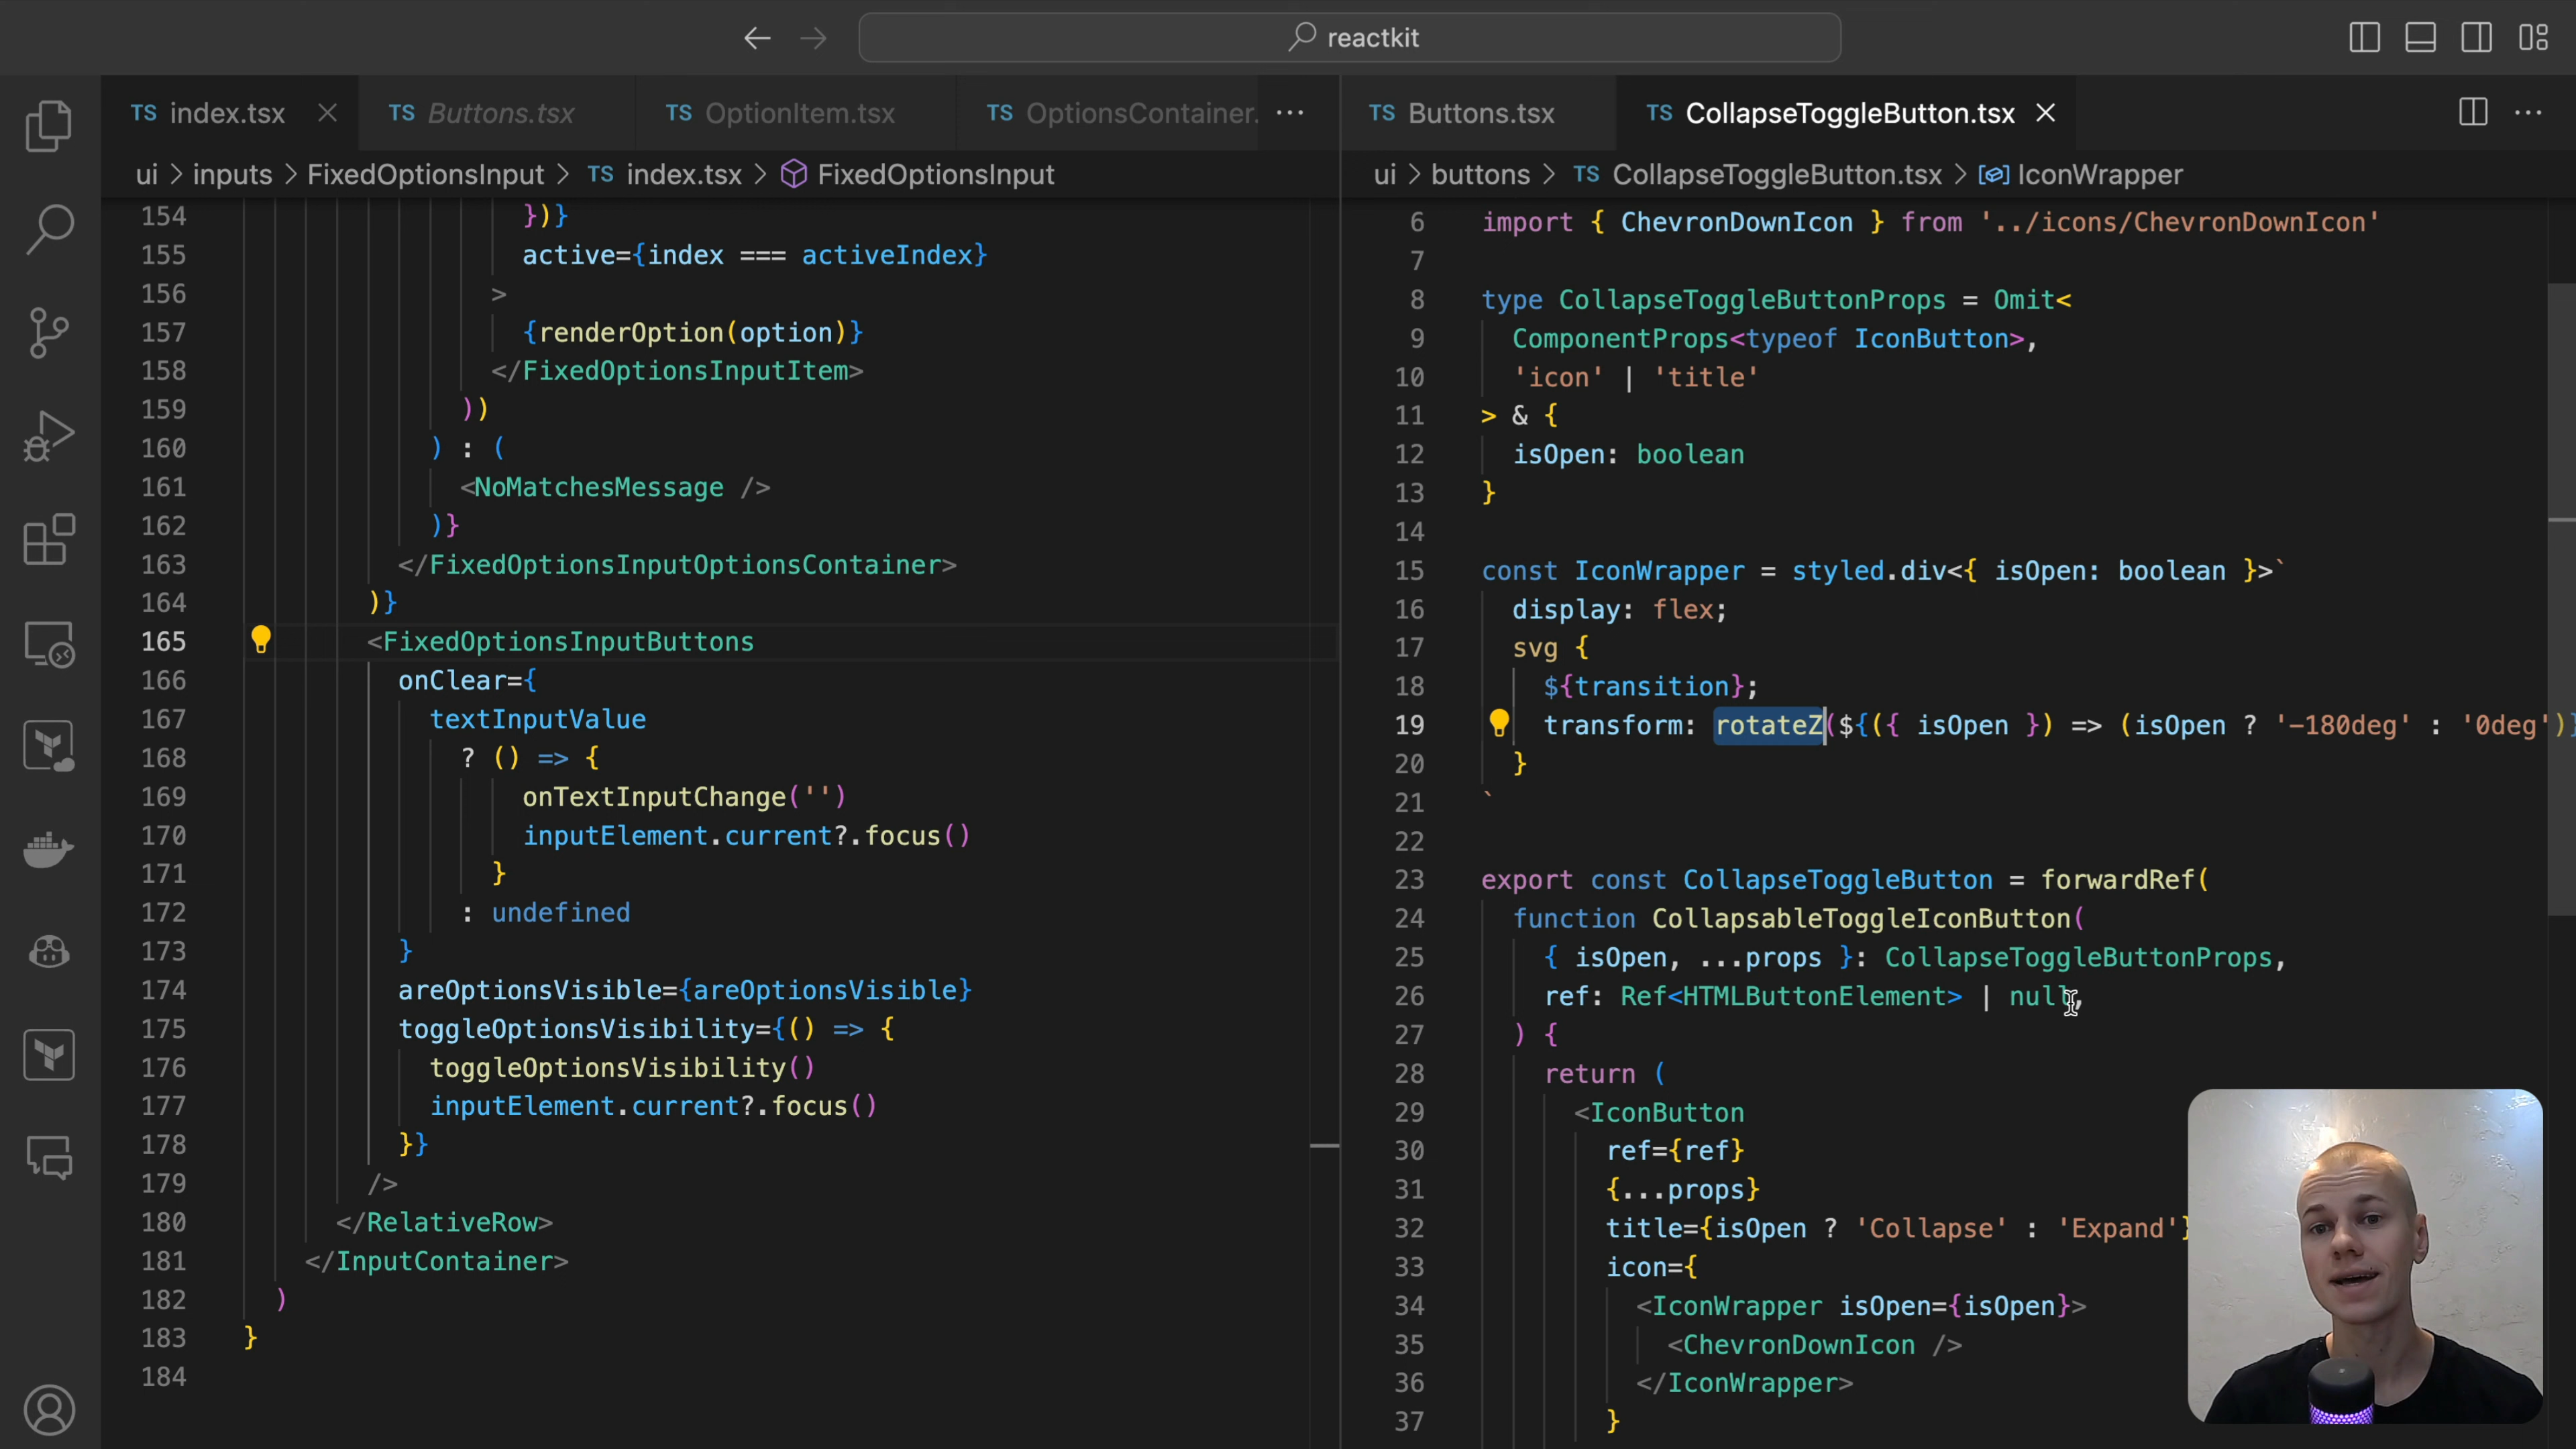 reactkit
TS index.tsx
TS Buttons.tsx
TS OptionItem.tsx
TS OptionsContainer.
TS Buttons.tsx
TS CollapseToggleButton.tsx
ui > inputs > FixedOptionsInput > TS index.tsx > FixedOptionsInput
154 })}
155 active={index === activeIndex}
156 >
157 {renderOption(option)}
158 </FixedOptionsInputItem>
159 ))
160 ) : (
161 <NoMatchesMessage />
162 )}
163 </FixedOptionsInputOptionsContainer>
164 )}
165 <FixedOptionsInputButtons
166 onClear={
167 textInputValue
168 ? () => {
169 onTextInputChange('')
170 inputElement.current?.focus()
171 }
172 : undefined
173 }
174 areOptionsVisible={areOptionsVisible}
175 toggleOptionsVisibility={() => {
176 toggleOptionsVisibility()
177 inputElement.current?.focus()
178 }}
179 />
180 </RelativeRow>
181 </InputContainer>
182 )
183 }
184
ui > buttons > TS CollapseToggleButton.tsx > IconWrapper
6 import { ChevronDownIcon } from '../icons/ChevronDownIcon'
7
8 type CollapseToggleButtonProps = Omit<
9 ComponentProps<typeof IconButton>,
10 'icon' | 'title'
11 > & {
12 isOpen: boolean
13 }
14
15 const IconWrapper = styled.div<{ isOpen: boolean }>`
16 display: flex;
17 svg {
18 ${transition};
19 transform: rotateZ(${({ isOpen }) => (isOpen ? '-180deg' : '0deg')}
20 }
21 `
22
23 export const CollapseToggleButton = forwardRef(
24 function CollapsableToggleIconButton(
25 { isOpen, ...props }: CollapseToggleButtonProps,
26 ref: Ref<HTMLButtonElement> | null,
27 ) {
28 return (
29 <IconButton
30 ref={ref}
31 {...props}
32 title={isOpen ? 'Collapse' : 'Expand'}
33 icon={
34 <IconWrapper isOpen={isOpen}>
35 <ChevronDownIcon />
36 </IconWrapper>
37 }